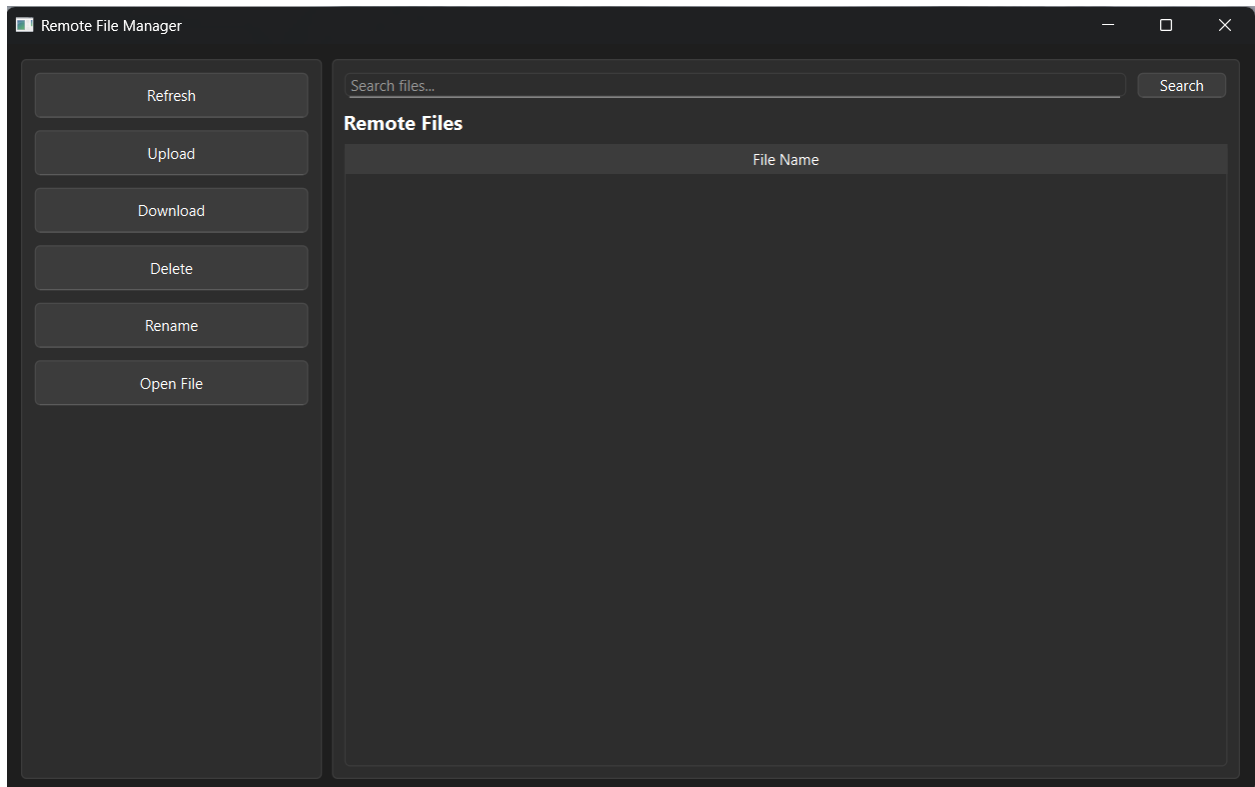 Remote File Manager
Refresh
Upload
Download
Delete
Rename
Open File
Search files...
Search
Remote Files
File Name